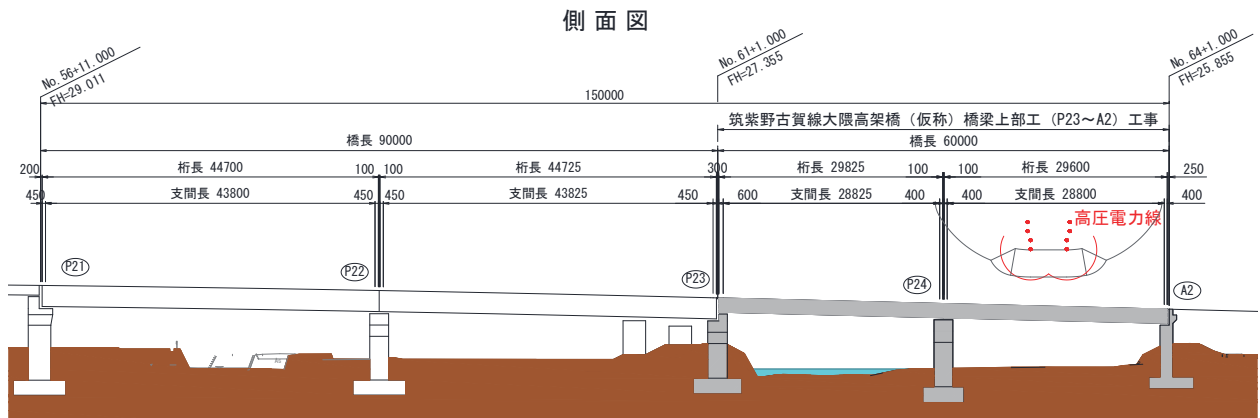 側面図
No.56+11.000
FH=29.011
No.61+1.000
FH=27.355
No.64+1.000
FH=25.855
150000
筑紫野古賀線大隈高架橋（仮称）橋梁上部工（P23～A2）工事
橋長 90000
橋長 60000
200
桁長 44700
100
100
桁長 44725
300
桁長 29825
100
100
桁長 29600
250
450
支間長 43800
450
450
支間長 43825
450
600
支間長 28825
400
400
支間長 28800
400
高圧電力線
P21
P22
P23
P24
A2